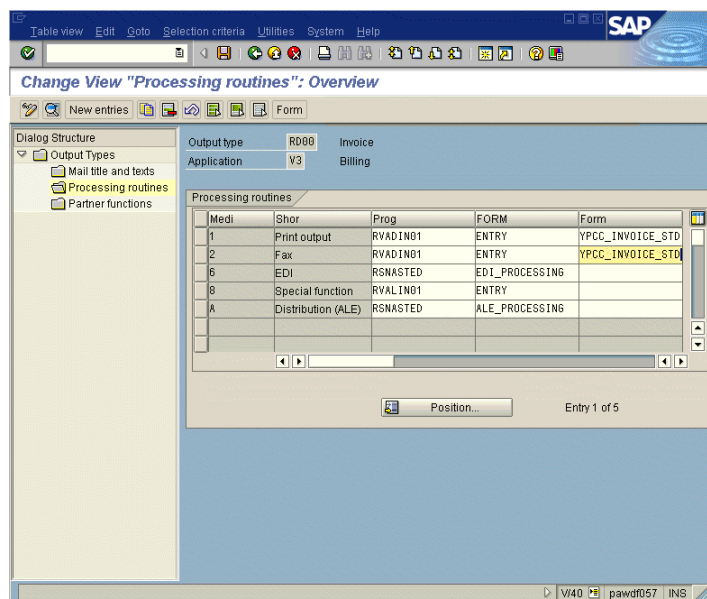 Table view Edit Goto Selection criteria Utilities System Help
SAP
Change View "Processing routines": Overview
New entries Form
Dialog Structure
Output Types
Mail title and texts
Processing routines
Partner functions
Output type RD00 Invoice
Application V3 Billing
Processing routines
Medi Shor Prog FORM Form
1 Print output RVADIN01 ENTRY YPCC_INVOICE_STD
2 Fax RVADIN01 ENTRY YPCC_INVOICE_STD
6 EDI RSNASTED EDI_PROCESSING
8 Special function RVALIN01 ENTRY
A Distribution (ALE) RSNASTED ALE_PROCESSING
Position... Entry 1 of 5
V/40 pawdf057 INS